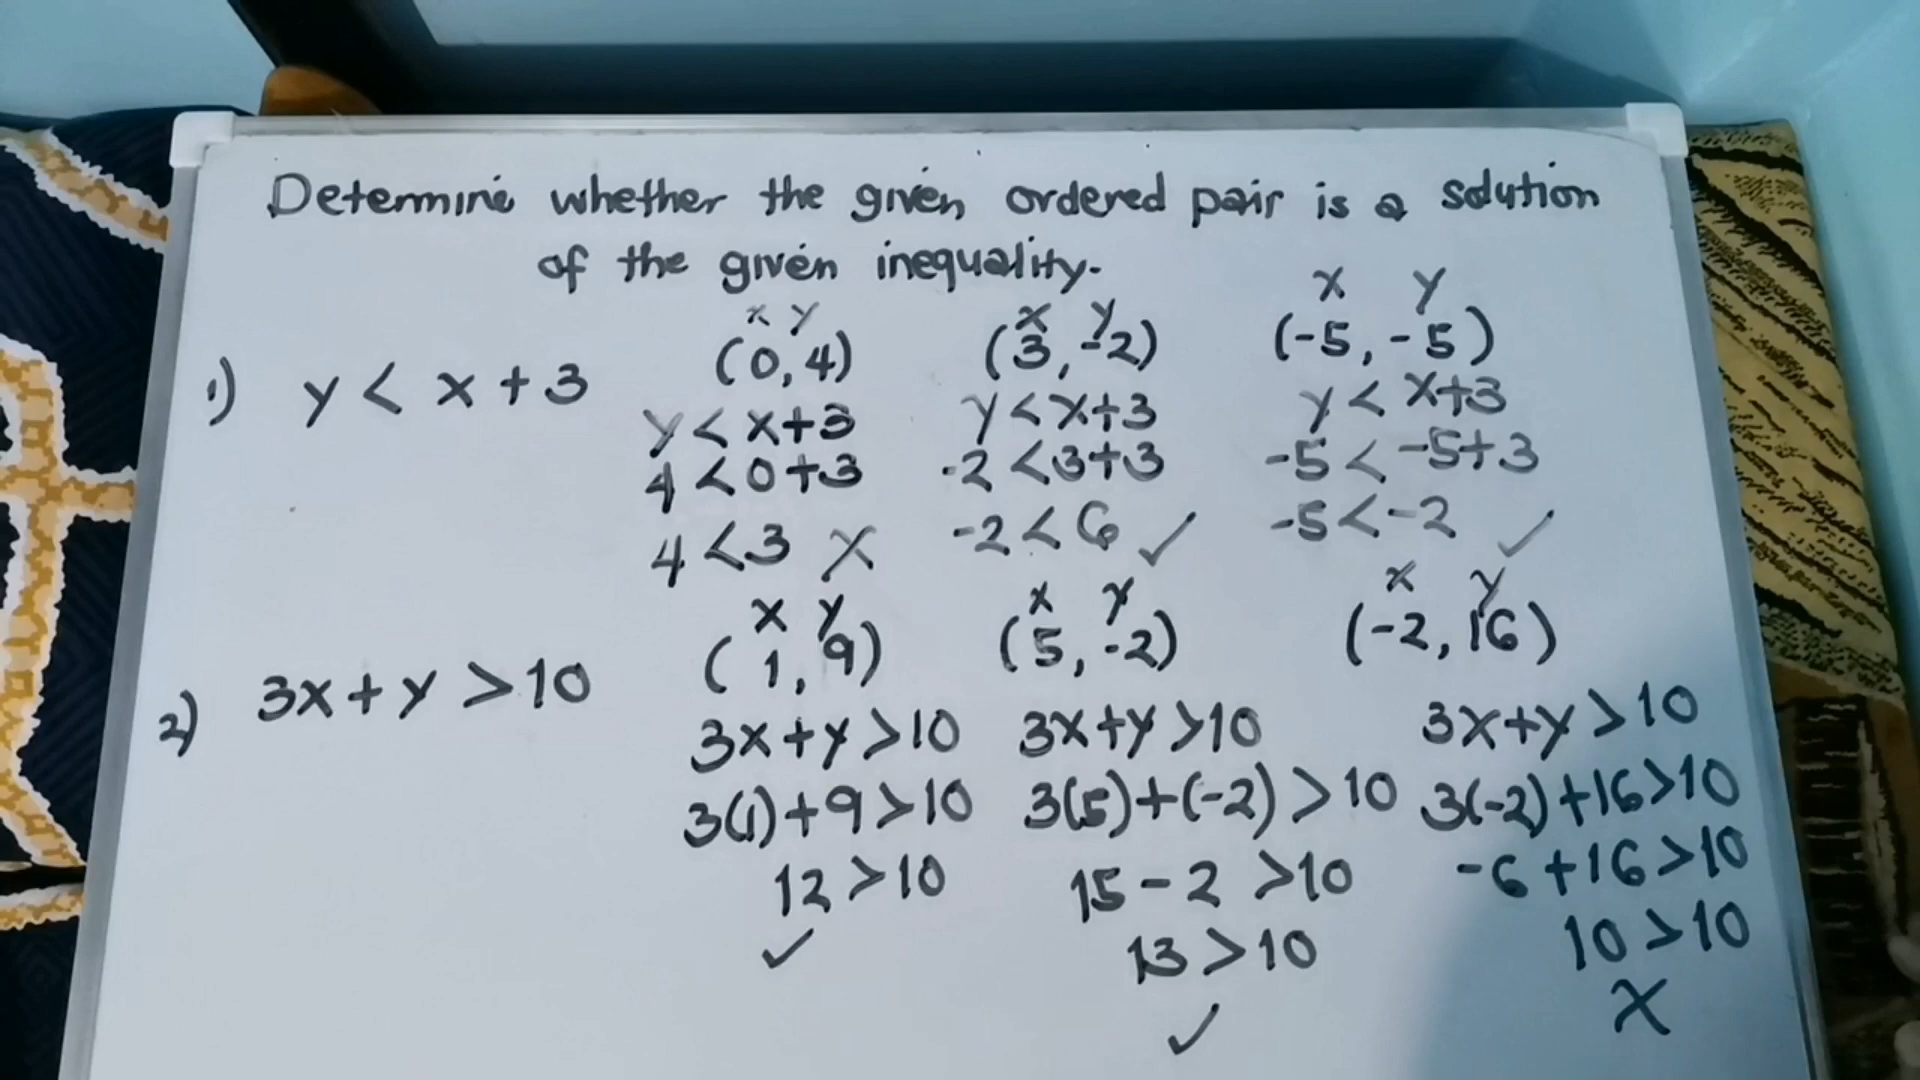 Determine whether the given ordered pair is a solution
of the given inequality.
1) y < x + 3
x y
(0, 4)
y < x+3
4 < 0+3
4 < 3 X
x y
(3, -2)
y < x+3
-2 < 3+3
-2 < 6 ✓
x y
(-5, -5)
y < x+3
-5 < -5+3
-5 < -2 ✓
2) 3x + y > 10
x y
(1, 9)
3x + y > 10
3(1) + 9 > 10
12 > 10
✓
x y
(5, -2)
3x + y > 10
3(5) + (-2) > 10
15 - 2 > 10
13 > 10
✓
x y
(-2, 16)
3x + y > 10
3(-2) + 16 > 10
-6 + 16 > 10
10 > 10
X